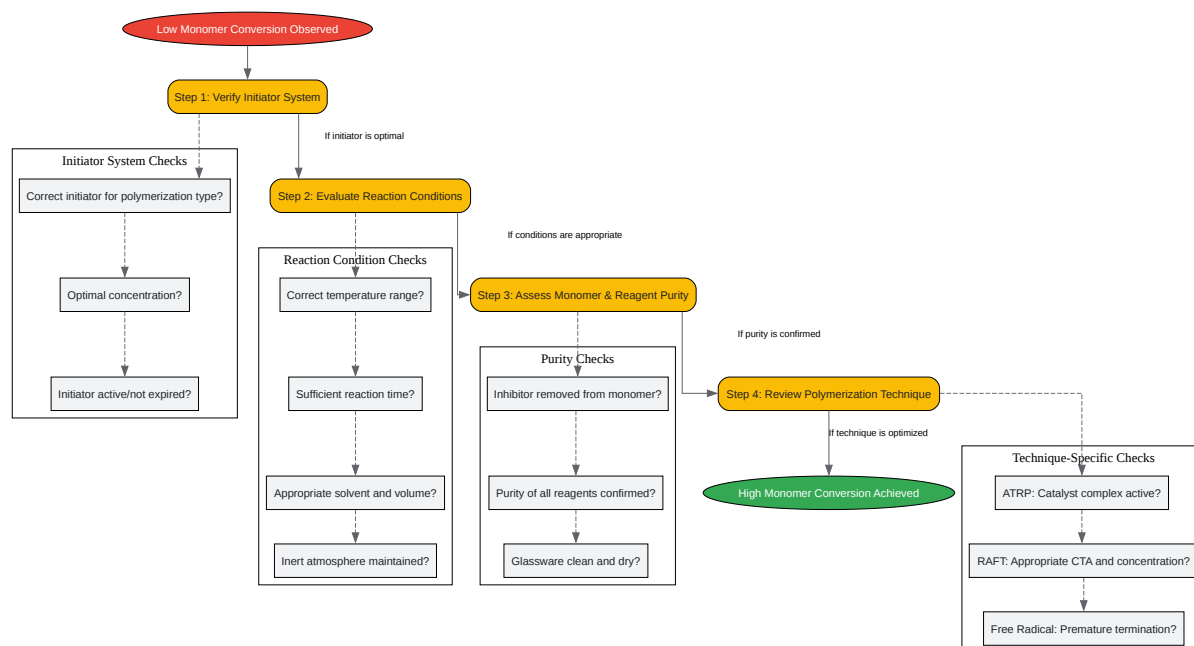 Low Monomer Conversion Observed
Step 1: Verify Initiator System
If initiator is optimal
Initiator System Checks
Correct initiator for polymerization type?
Optimal concentration?
Initiator active/not expired?
Step 2: Evaluate Reaction Conditions
If conditions are appropriate
Reaction Condition Checks
Correct temperature range?
Sufficient reaction time?
Appropriate solvent and volume?
Inert atmosphere maintained?
Step 3: Assess Monomer & Reagent Purity
If purity is confirmed
Purity Checks
Inhibitor removed from monomer?
Purity of all reagents confirmed?
Glassware clean and dry?
Step 4: Review Polymerization Technique
If technique is optimized
High Monomer Conversion Achieved
Technique-Specific Checks
ATRP: Catalyst complex active?
RAFT: Appropriate CTA and concentration?
Free Radical: Premature termination?